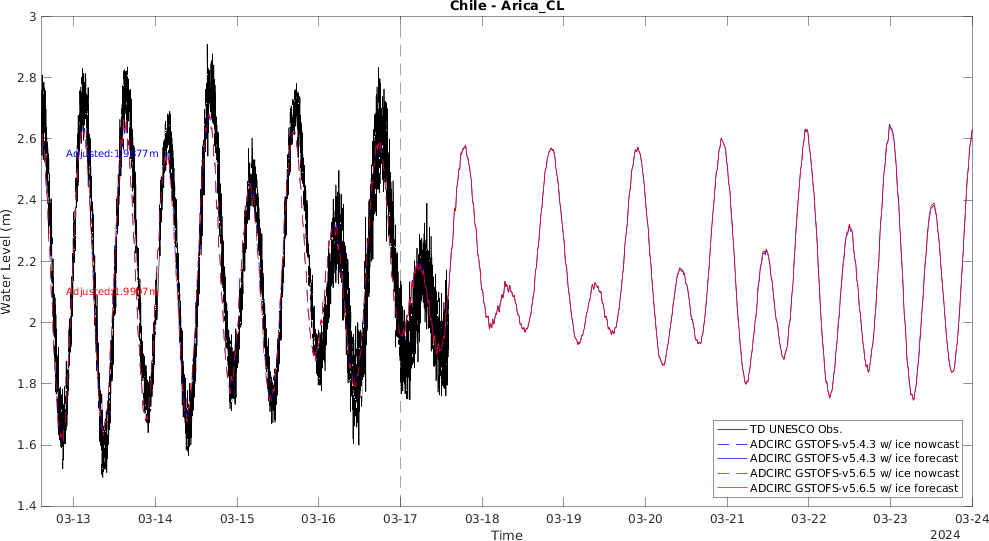 Chile - Arica_CL
3
2.8
2.6
2.4
2.2
2
1.8
1.6
1.4
Water Level (m)
Adjusted:1.9877m
Adjusted:1.9907m
TD UNESCO Obs.
ADCIRC GSTOFS-v5.4.3 w/ ice nowcast
ADCIRC GSTOFS-v5.4.3 w/ ice forecast
ADCIRC GSTOFS-v5.6.5 w/ ice nowcast
ADCIRC GSTOFS-v5.6.5 w/ ice forecast
03-13 03-14 03-15 03-16 03-17 03-18 03-19 03-20 03-21 03-22 03-23 03-24
Time
2024